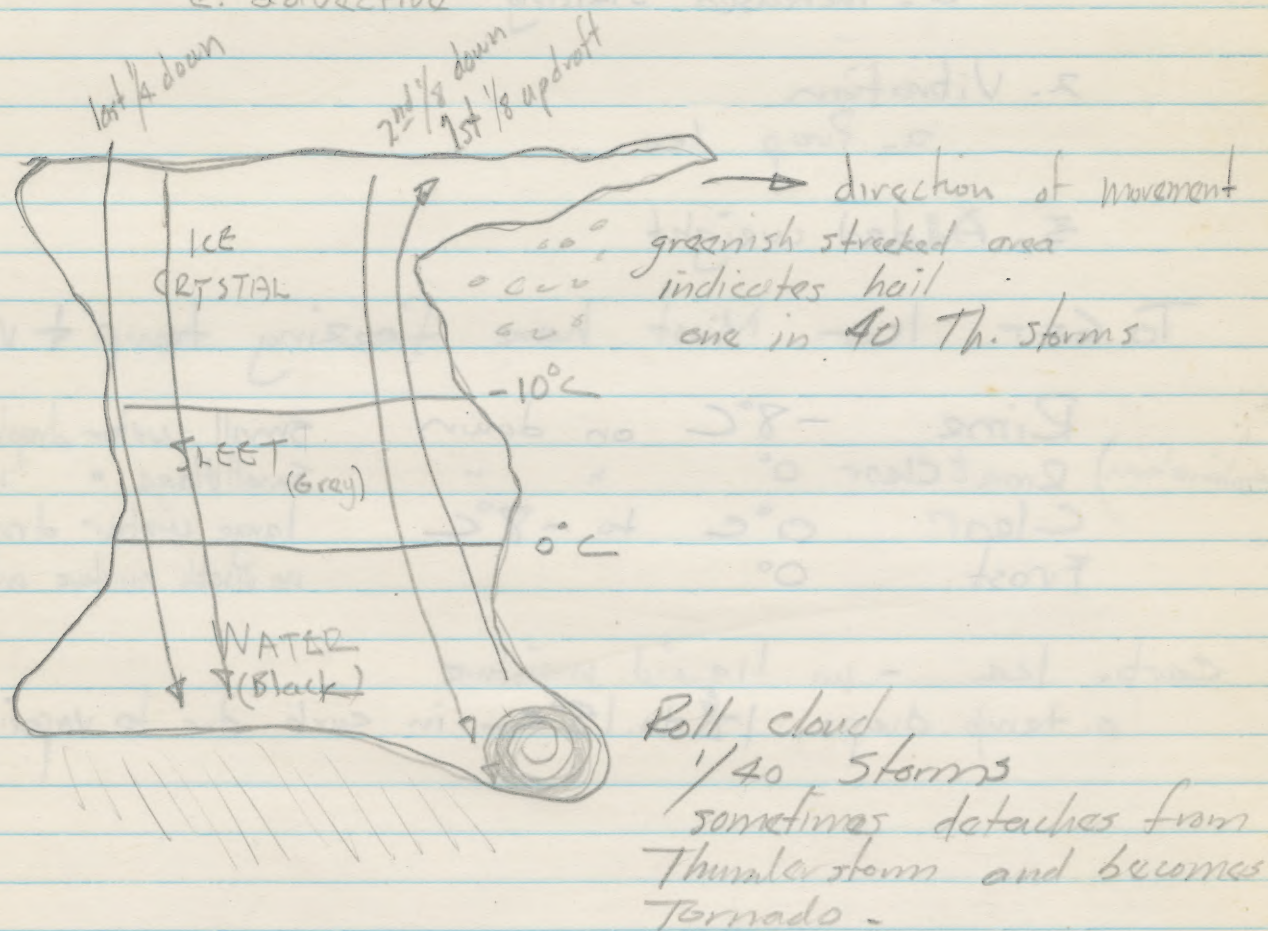 last 1/4 down
2nd 1/8 down
1st 1/8 updraft
direction of movement
ICE
CRYSTAL
greenish streaked area
indicates hail
one in 40 Th. storms
-10°C
SLEET
(Gray)
0°C
WATER
(Black)
Roll cloud
1/40 Storms
sometimes detaches from
Thunderstorm and becomes
Tornado.